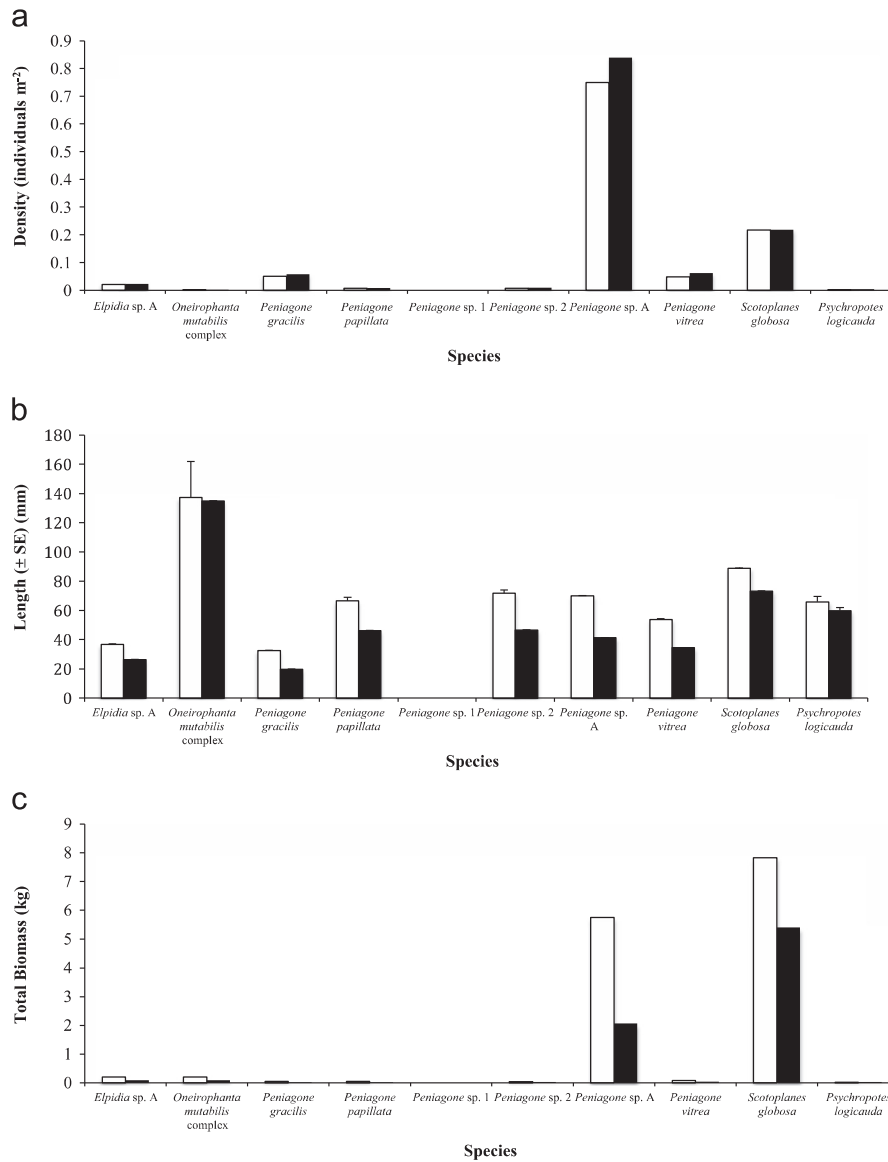 a
Density (individuals m⁻²)
0.9
0.8
0.7
0.6
0.5
0.4
0.3
0.2
0.1
0
Elpidia sp. A
Oneirophanta
mutabilis
complex
Peniagone
gracilis
Peniagone
papillata
Peniagone sp. 1
Peniagone sp. 2
Peniagone sp. A
Peniagone
vitrea
Scotoplanes
globosa
Psychropotes
logicauda
Species
b
Length (± SE) (mm)
180
160
140
120
100
80
60
40
20
0
Elpidia sp. A
Oneirophanta
mutabilis
complex
Peniagone
gracilis
Peniagone
papillata
Peniagone sp. 1
Peniagone sp. 2
Peniagone sp.
A
Peniagone
vitrea
Scotoplanes
globosa
Psychropotes
logicauda
Species
c
Total Biomass (kg)
9
8
7
6
5
4
3
2
1
0
Elpidia sp. A
Oneirophanta
mutabilis
complex
Peniagone
gracilis
Peniagone
papillata
Peniagone sp. 1
Peniagone sp. 2
Peniagone sp. A
Peniagone
vitrea
Scotoplanes
globosa
Psychropotes
logicauda
Species